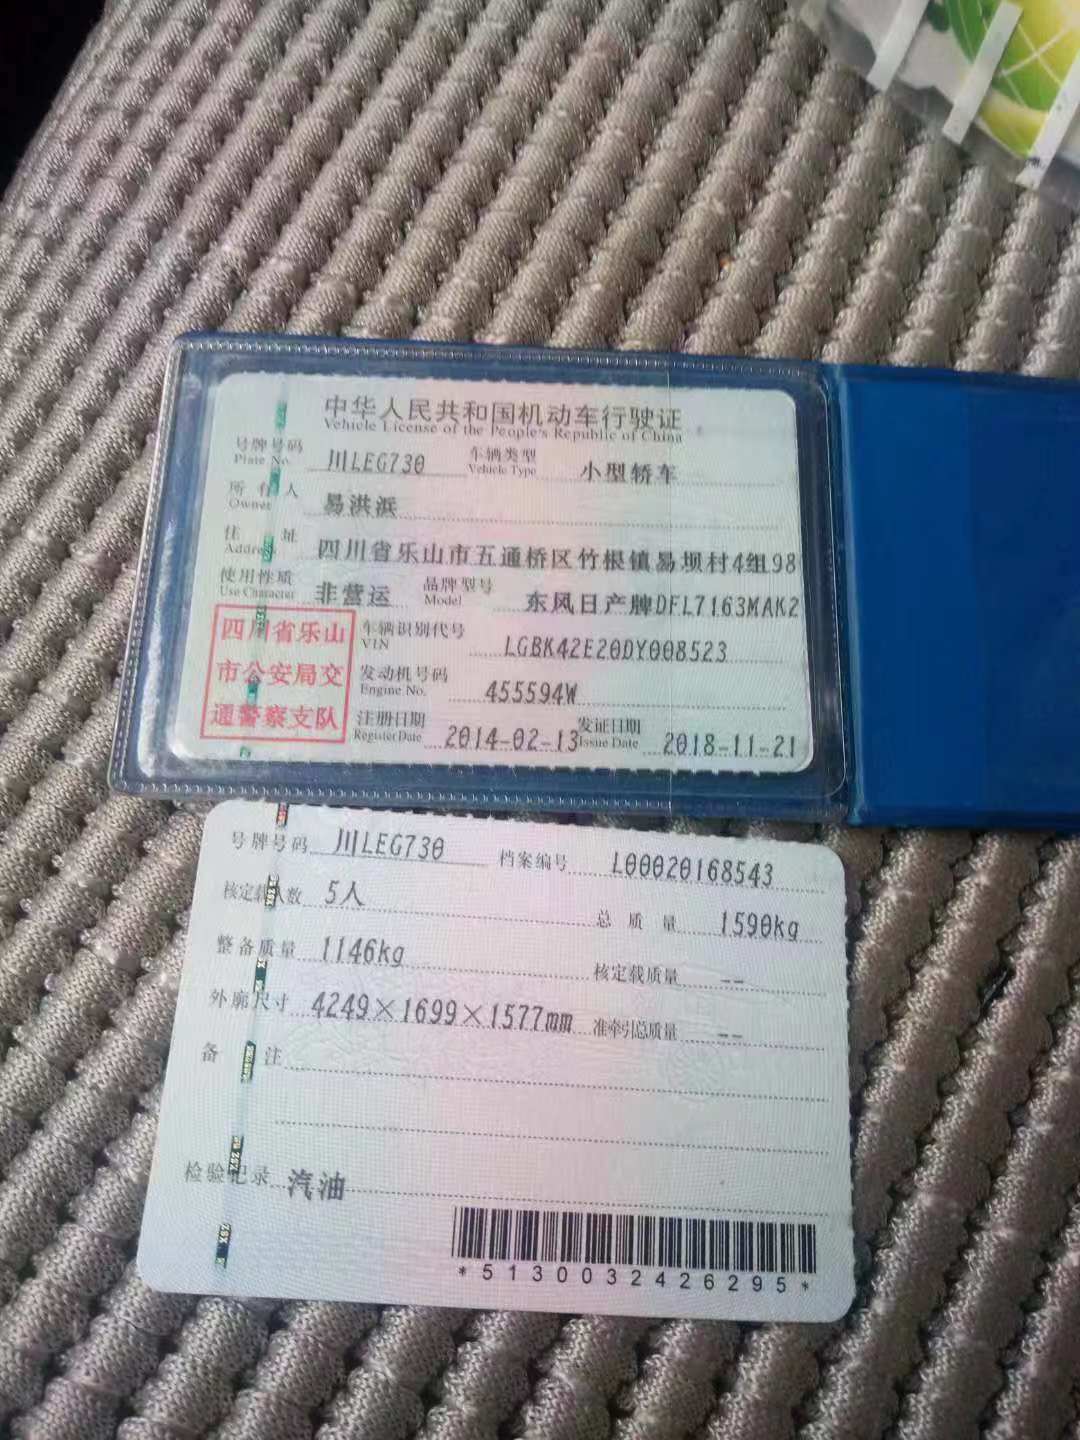 中华人民共和国机动车行驶证
Vehicle License of the People's Republic of China
号牌号码 川LEG730 车辆类型 小型轿车
Plate No. Vehicle Type
所有人 易洪浜
Owner
住址 四川省乐山市五通桥区竹根镇易坝村4组98
Address
使用性质 非营运 品牌型号 东风日产牌DFL7163MAK2
Use Character Model
四川省乐山
市公安局交
通警察支队
车辆识别代号 LGBK42E20DY008523
VIN
发动机号码 455594W
Engine No.
注册日期 2014-02-13 发证日期 2018-11-21
Register Date Issue Date
号牌号码 川LEG730 档案编号 L00020168543
核定载人数 5人 总质量 1590kg
整备质量 1146kg 核定载质量 --
外廓尺寸 4249×1699×1577mm 准牵引总质量 --
备注
检验记录 汽油
*5130032426295*